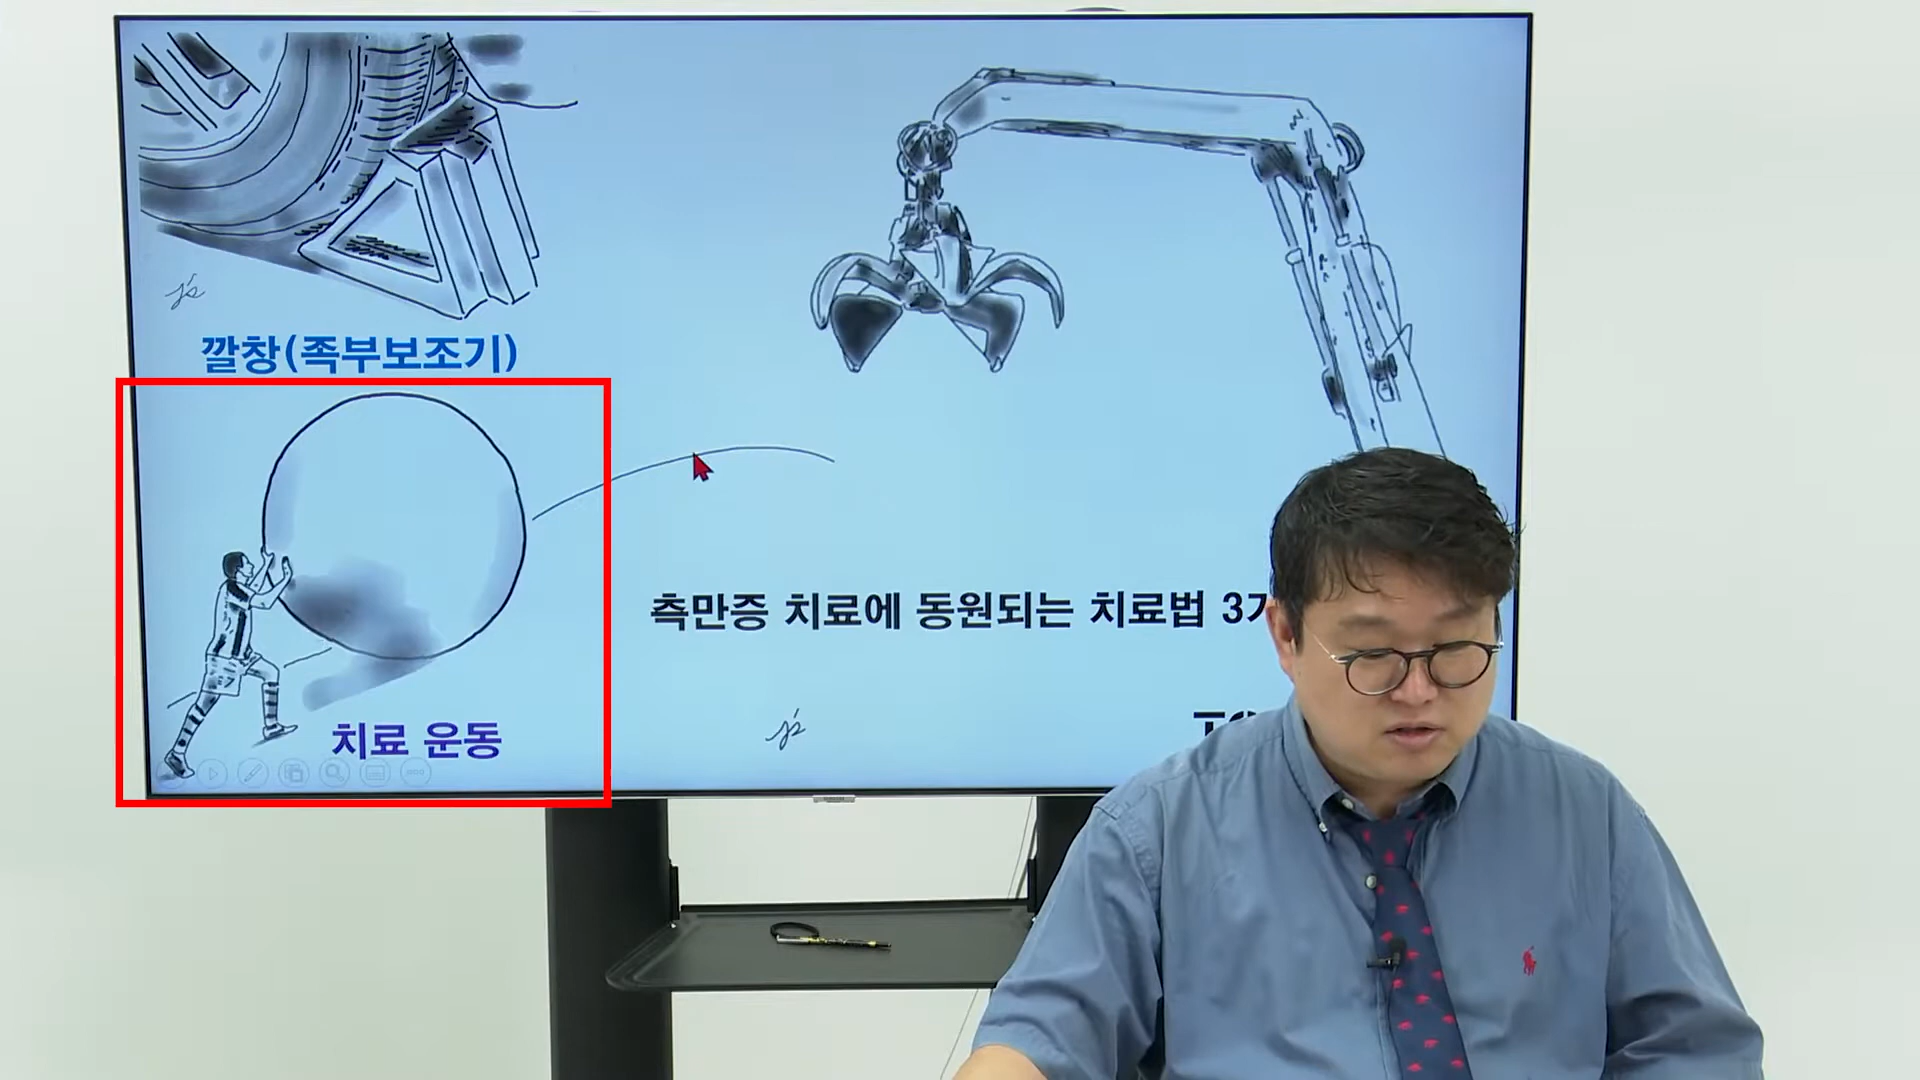 깔창(족부보조기)
측만증 치료에 동원되는 치료법 3가
치료 운동